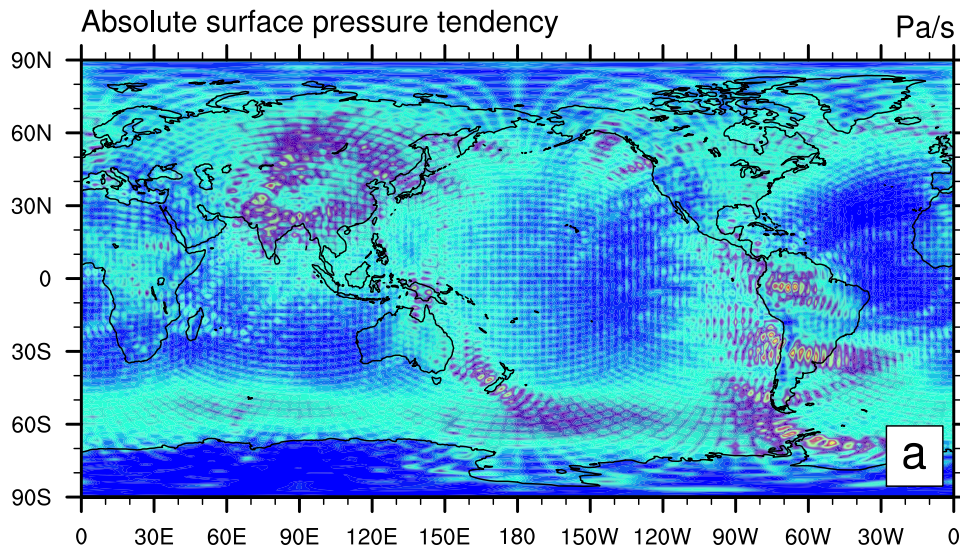 Absolute surface pressure tendency Pa/s
90N
60N
30N
0
30S
60S
90S
a
0 30E 60E 90E 120E 150E 180 150W 120W 90W 60W 30W 0